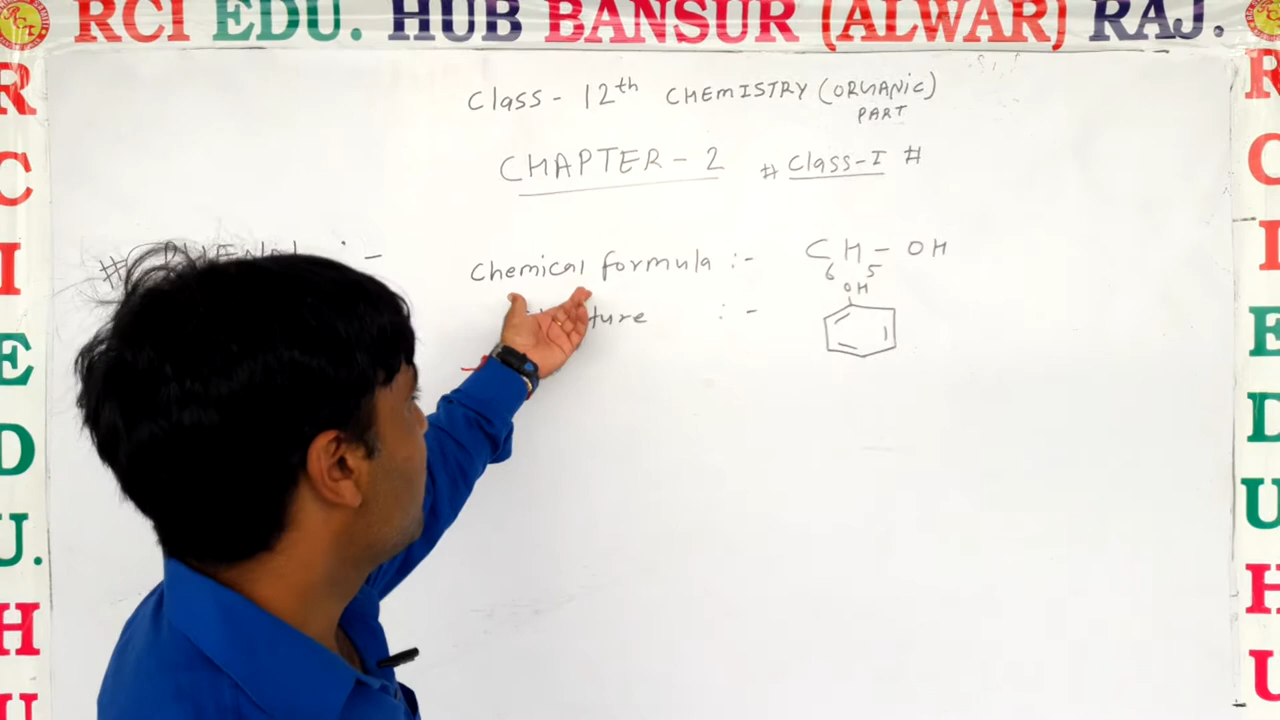 RCI EDU. HUB BANSUR (ALWAR) RAJ.
Class - 12th CHEMISTRY (ORGANIC)
PART
CHAPTER - 2 # Class-I #
# PHENOL :-
Chemical formula :- C6H5 - OH
:-
OH
R
C
I
E
D
U.
H
U
R
C
I
E
D
U
H
U